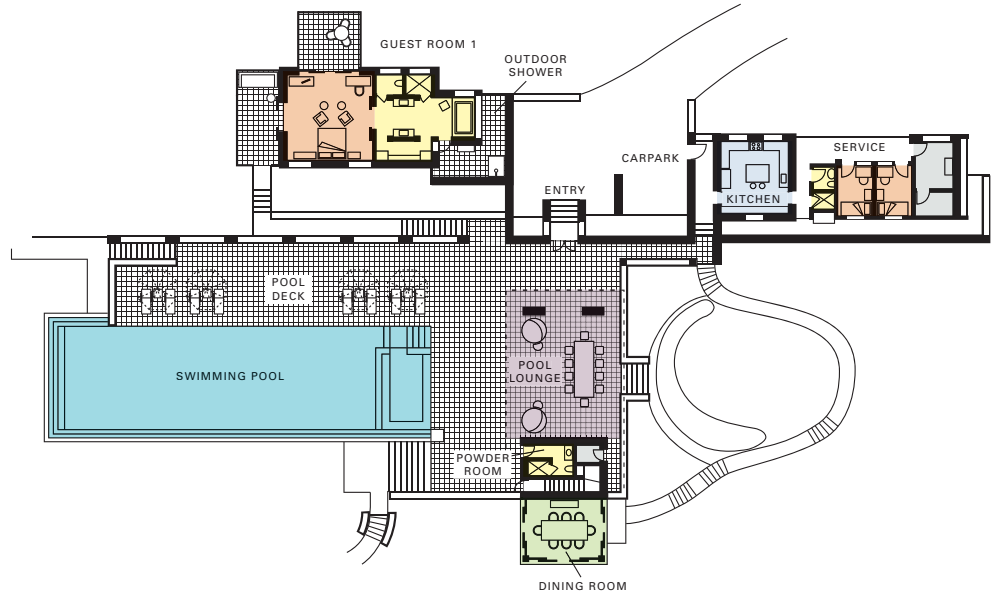 GUEST ROOM 1
OUTDOOR
SHOWER
CARPARK
SERVICE
ENTRY
KITCHEN
POOL
DECK
POOL
LOUNGE
SWIMMING POOL
POWDER
ROOM
DINING ROOM